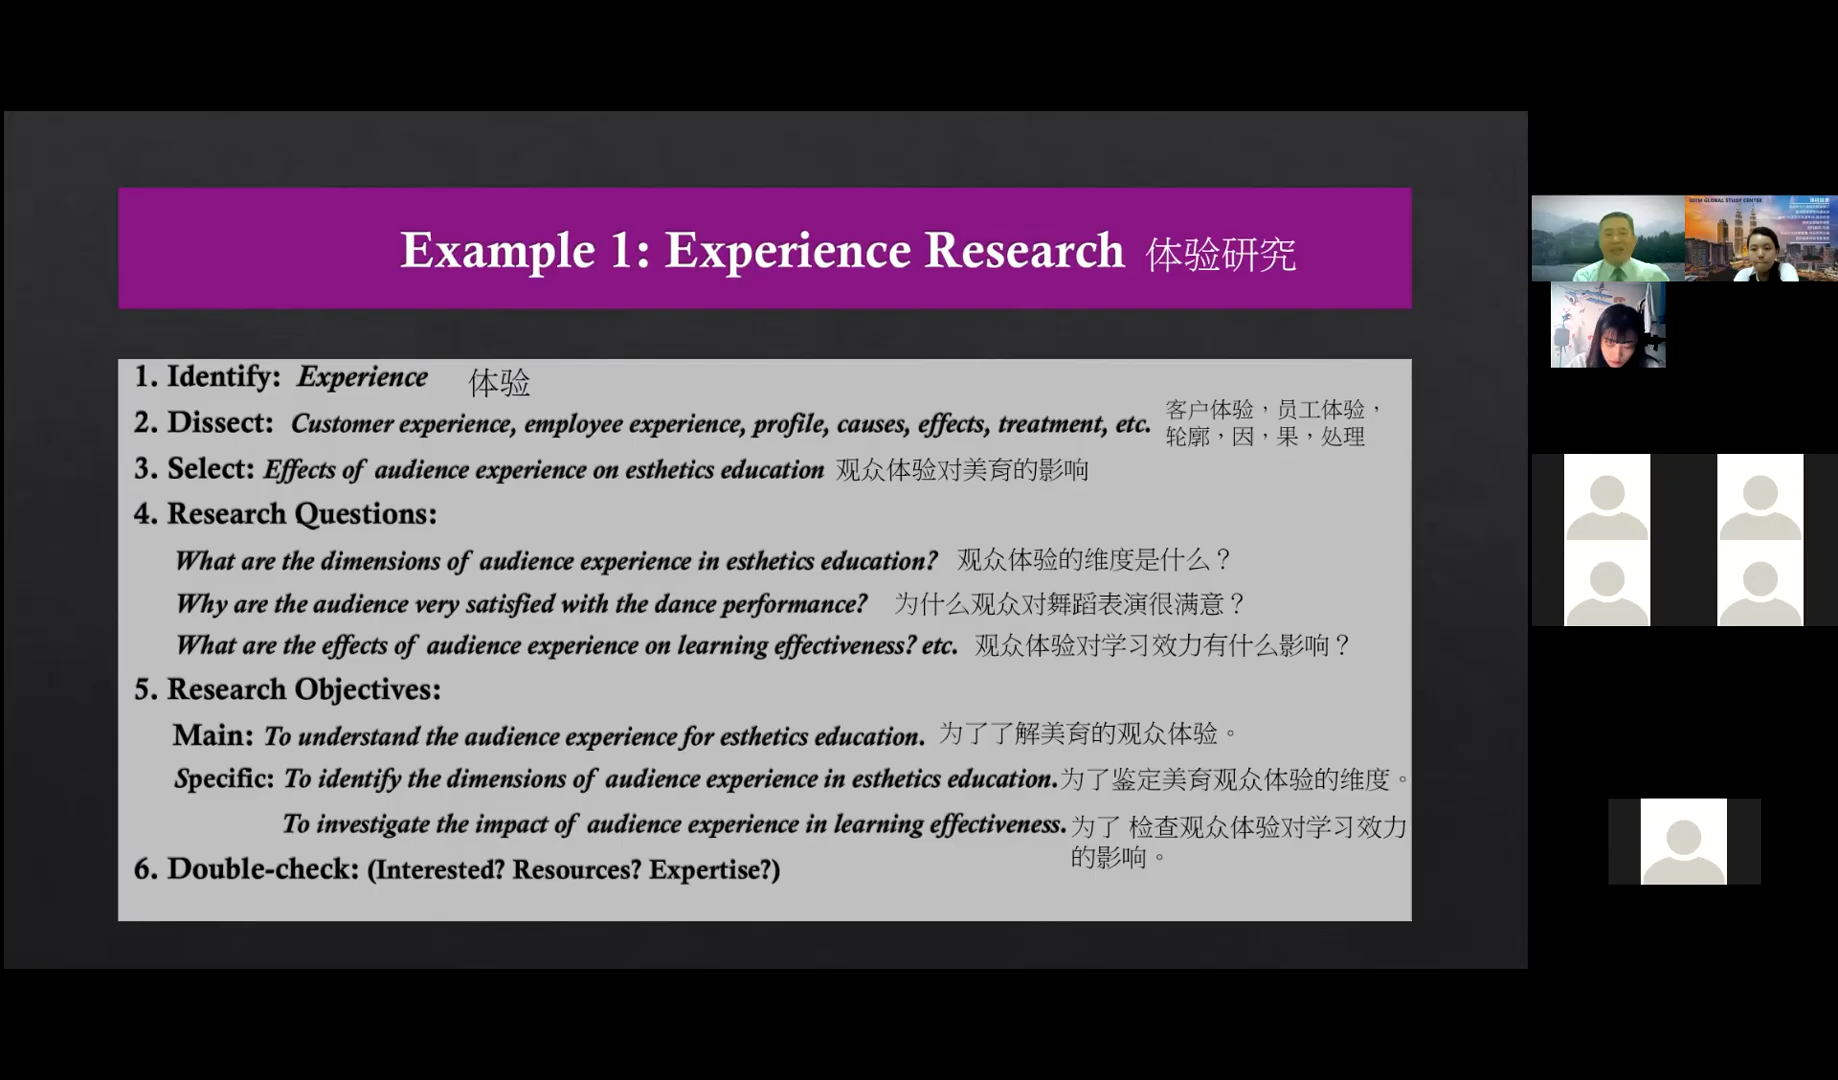 Example 1: Experience Research 体验研究
1. Identify: Experience 体验
2. Dissect: Customer experience, employee experience, profile, causes, effects, treatment, etc. 客户体验，员工体验，
轮廓，因，果，处理
3. Select: Effects of audience experience on esthetics education 观众体验对美育的影响
4. Research Questions:
What are the dimensions of audience experience in esthetics education? 观众体验的维度是什么？
Why are the audience very satisfied with the dance performance? 为什么观众对舞蹈表演很满意？
What are the effects of audience experience on learning effectiveness? etc. 观众体验对学习效力有什么影响？
5. Research Objectives:
Main: To understand the audience experience for esthetics education. 为了了解美育的观众体验。
Specific: To identify the dimensions of audience experience in esthetics education. 为了鉴定美育观众体验的维度。
To investigate the impact of audience experience in learning effectiveness. 为了 检查观众体验对学习效力
的影响。
6. Double-check: (Interested? Resources? Expertise?)
GLOBAL STUDY CENTER